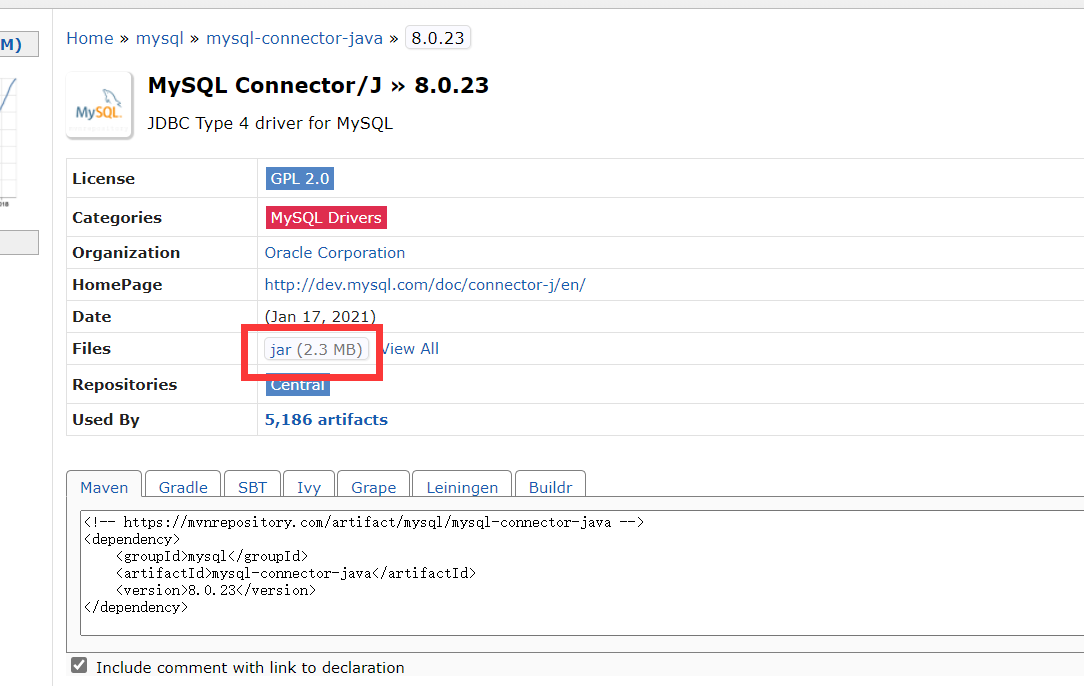 M)
Home » mysql » mysql-connector-java » 8.0.23
MySQL Connector/J » 8.0.23
MySQL.
JDBC Type 4 driver for MySQL
License GPL 2.0
Categories MySQL Drivers
Organization Oracle Corporation
HomePage http://dev.mysql.com/doc/connector-j/en/
Date (Jan 17, 2021)
Files jar (2.3 MB) View All
Repositories Central
Used By 5,186 artifacts
Maven Gradle SBT Ivy Grape Leiningen Buildr
<!-- https://mvnrepository.com/artifact/mysql/mysql-connector-java -->
<dependency>
    <groupId>mysql</groupId>
    <artifactId>mysql-connector-java</artifactId>
    <version>8.0.23</version>
</dependency>
Include comment with link to declaration